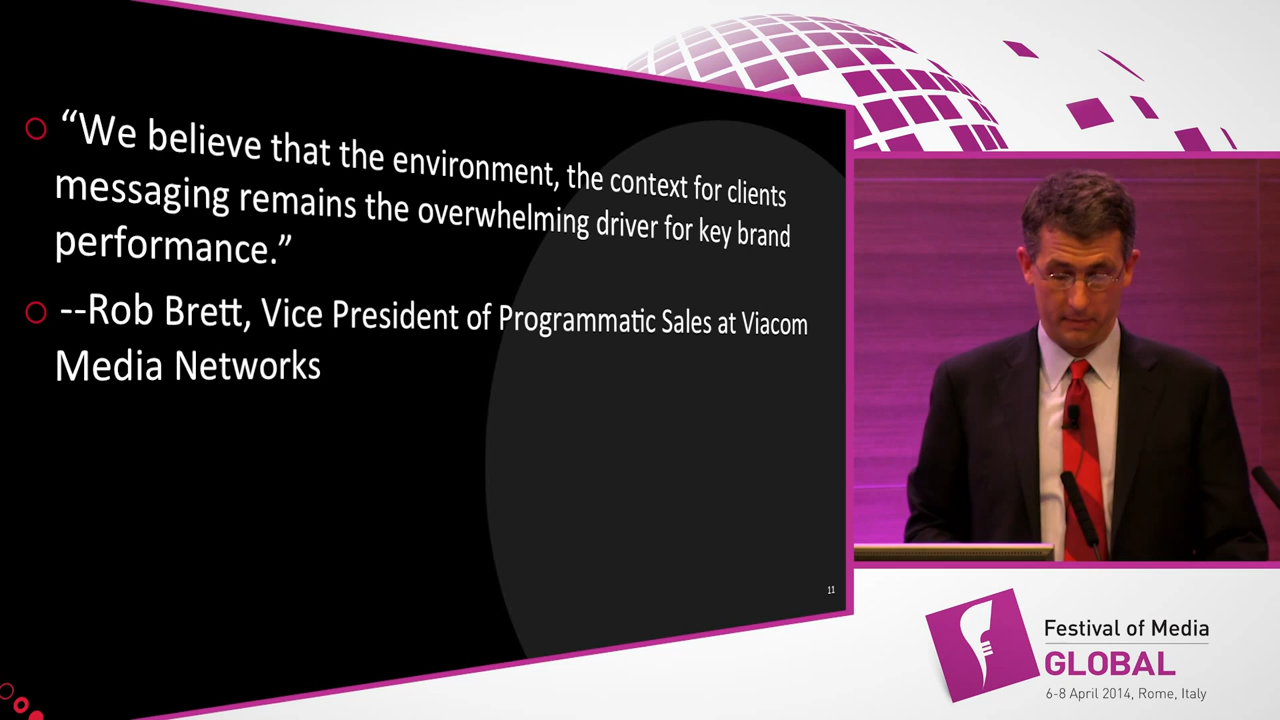 “We believe that the environment, the context for clients
messaging remains the overwhelming driver for key brand
performance.”
--Rob Brett, Vice President of Programmatic Sales at Viacom
Media Networks
11
Festival of Media
GLOBAL
6-8 April 2014, Rome, Italy